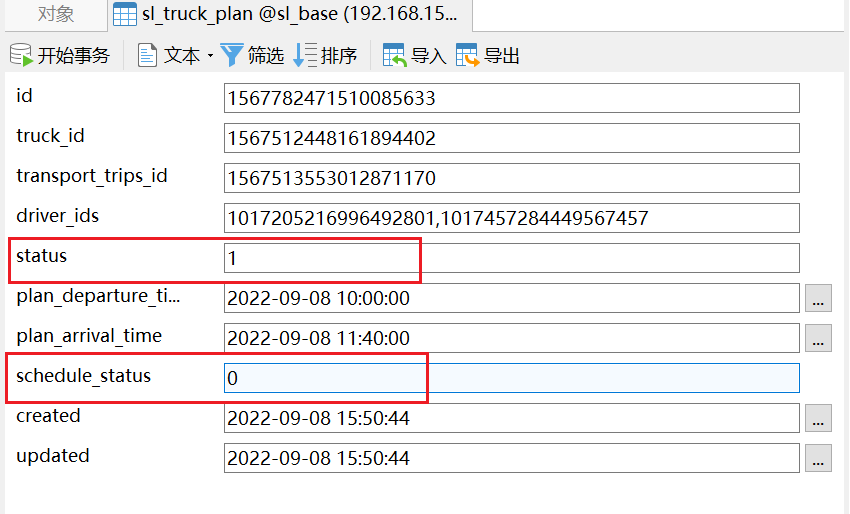 对象 sl_truck_plan @sl_base (192.168.15...
开始事务 文本 筛选 排序 导入 导出
id 1567782471510085633
truck_id 1567512448161894402
transport_trips_id 1567513553012871170
driver_ids 1017205216996492801,1017457284449567457
status 1
plan_departure_ti... 2022-09-08 10:00:00 ...
plan_arrival_time 2022-09-08 11:40:00 ...
schedule_status 0
created 2022-09-08 15:50:44 ...
updated 2022-09-08 15:50:44 ...